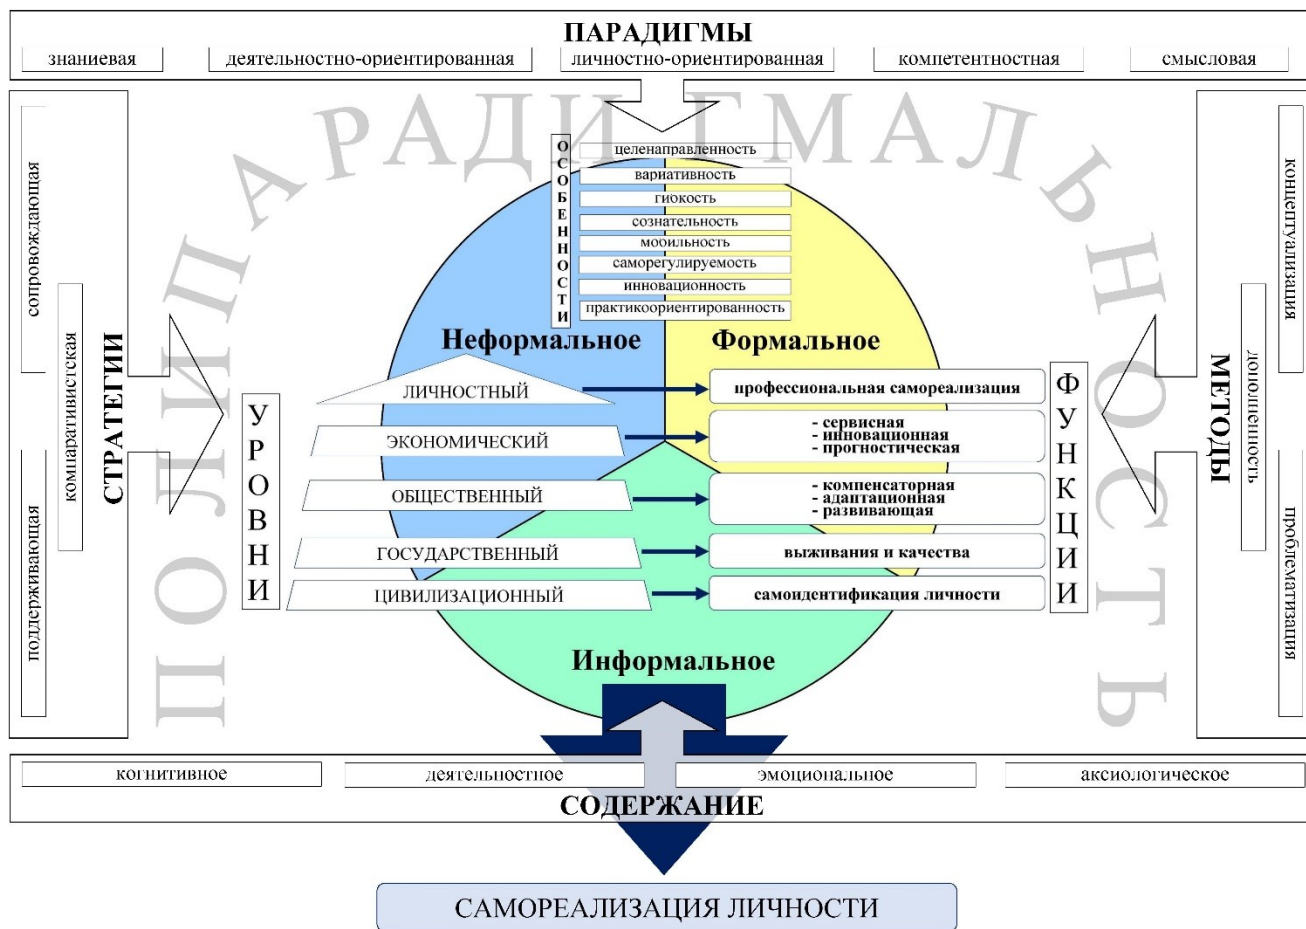 ПАРАДИГМЫ
знаниевая
деятельностно-ориентированная
личностно-ориентированная
компетентностная
смысловая
ПОЛИПАРАДИГМАЛЬНОСТЬ
СТРАТЕГИИ
сопровождающая
компаративистская
поддерживающая
ОСОБЕННОСТИ
целенаправленность
вариативность
гибкость
сознательность
мобильность
саморегулируемость
инновационность
практикоориентированность
Неформальное
Формальное
УРОВНИ
ЛИЧНОСТНЫЙ
профессиональная самореализация
ЭКОНОМИЧЕСКИЙ
- сервисная
- инновационная
- прогностическая
ОБЩЕСТВЕННЫЙ
- компенсаторная
- адаптационная
- развивающая
ГОСУДАРСТВЕННЫЙ
выживания и качества
ЦИВИЛИЗАЦИОННЫЙ
самоидентификация личности
ФУНКЦИИ
Информальное
МЕТОДЫ
концептуализация
дополненность
проблематизация
когнитивное
деятельностное
эмоциональное
аксиологическое
СОДЕРЖАНИЕ
САМОРЕАЛИЗАЦИЯ ЛИЧНОСТИ